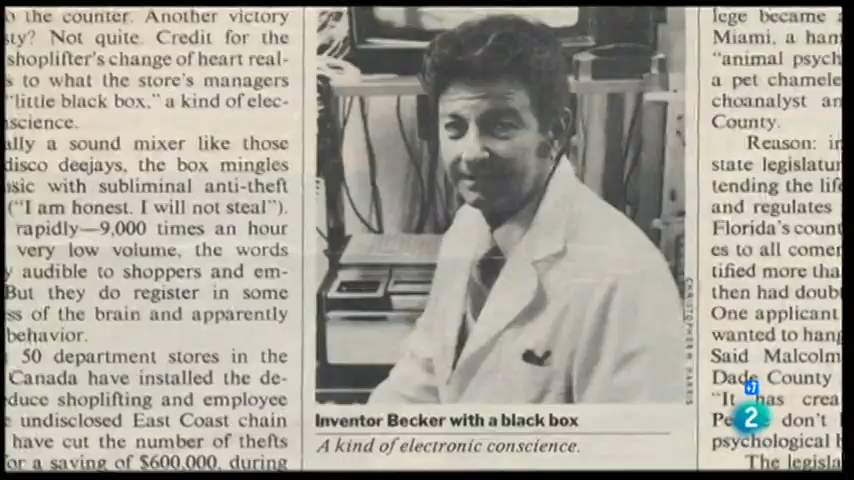 the counter. Another victory
sty? Not quite. Credit for the
shoplifter's change of heart real-
s to what the store's managers
"little black box," a kind of elec-
science.
ally a sound mixer like those
disco deejays, the box mingles
usic with subliminal anti-theft
("I am honest. I will not steal").
rapidly—9,000 times an hour
very low volume, the words
y audible to shoppers and em-
But they do register in some
ss of the brain and apparently
behavior.
50 department stores in the
Canada have installed the de-
duce shoplifting and employee
undisclosed East Coast chain
have cut the number of thefts
or a saving of $600,000, during
CHRISTOPHER R. HARRIS
Inventor Becker with a black box
A kind of electronic conscience.
lege became a
Miami, a ham
"animal psych
a pet chamele
choanalyst an
County.
Reason: in
state legislatur
tending the life
and regulates
Florida's count
es to all comer
tified more tha
then had doubt
One applicant
wanted to hang
Said Malcolm
Dade County
"It has crea
Pe don't
psychological h
The legisla
+7
2